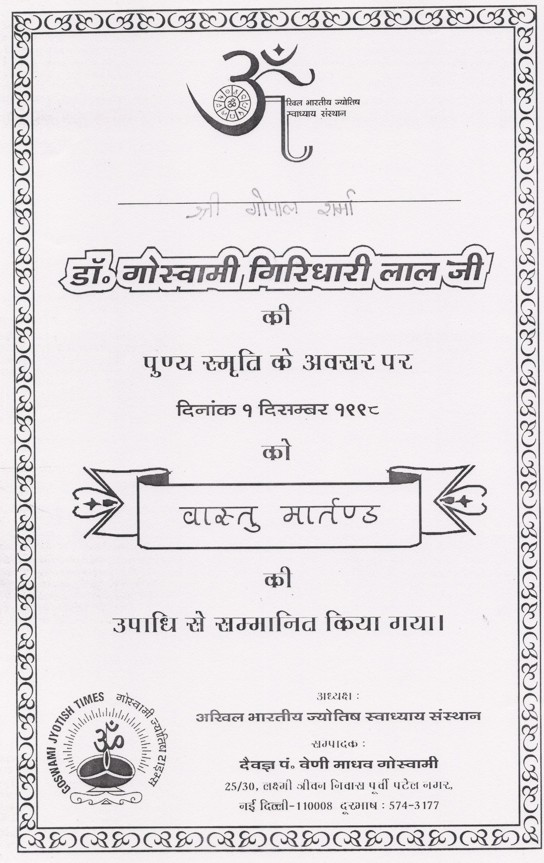 अखिल भारतीय ज्योतिष
स्वाध्याय संस्थान
श्री गोपाल शर्मा
डॉ. गोस्वामी गिरिधारी लाल जी
की
पुण्य स्मृति के अवसर पर
दिनांक १ दिसम्बर १९९८
को
वास्तु मार्तण्ड
की
उपाधि से सम्मानित किया गया।
GOSWAMI JYOTISH TIMES गोस्वामी ज्योतिष टाइम्स
ॐ
अध्यक्ष :
अखिल भारतीय ज्योतिष स्वाध्याय संस्थान
सम्पादक :
दैवज्ञ पं. वेणी माधव गोस्वामी
25/30, लक्ष्मी जीवन निवास पूर्वी पटेल नगर,
नई दिल्ली-110008 दूरभाष : 574-3177